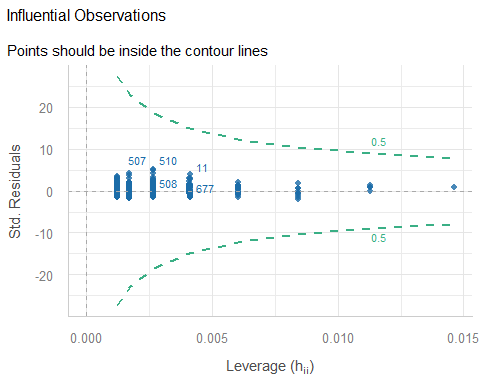 Influential Observations
Points should be inside the contour lines
20
10
0
-10
-20
Std. Residuals
0.5
507 510
11
508 677
0.5
0.000 0.005 0.010 0.015
Leverage (hii)